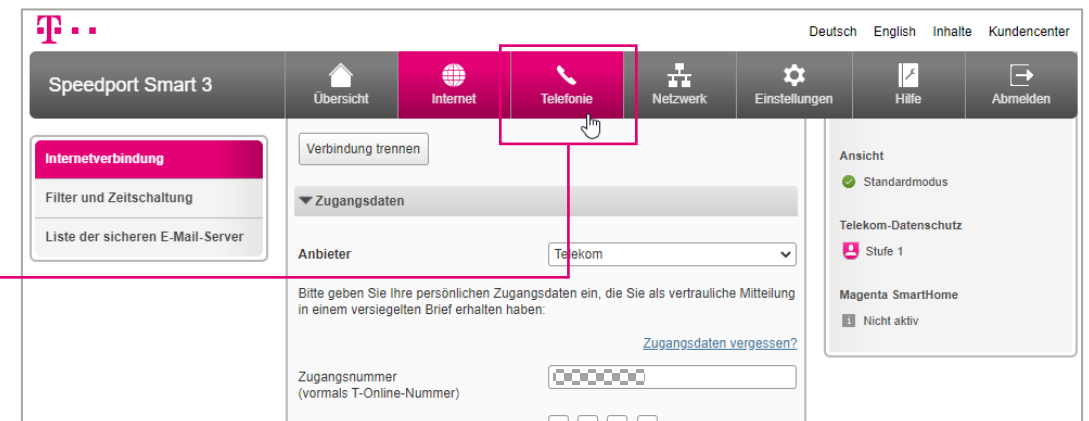 T
Deutsch English Inhalte Kundencenter
Speedport Smart 3
Übersicht
Internet
Telefonie
Netzwerk
Einstellungen
Hilfe
Abmelden
Internetverbindung
Filter und Zeitschaltung
Liste der sicheren E-Mail-Server
Verbindung trennen
Zugangsdaten
Anbieter
Telekom
Bitte geben Sie Ihre persönlichen Zugangsdaten ein, die Sie als vertrauliche Mitteilung
in einem versiegelten Brief erhalten haben:
Zugangsdaten vergessen?
Zugangsnummer
(vormals T-Online-Nummer)
Ansicht
Standardmodus
Telekom-Datenschutz
Stufe 1
Magenta SmartHome
Nicht aktiv